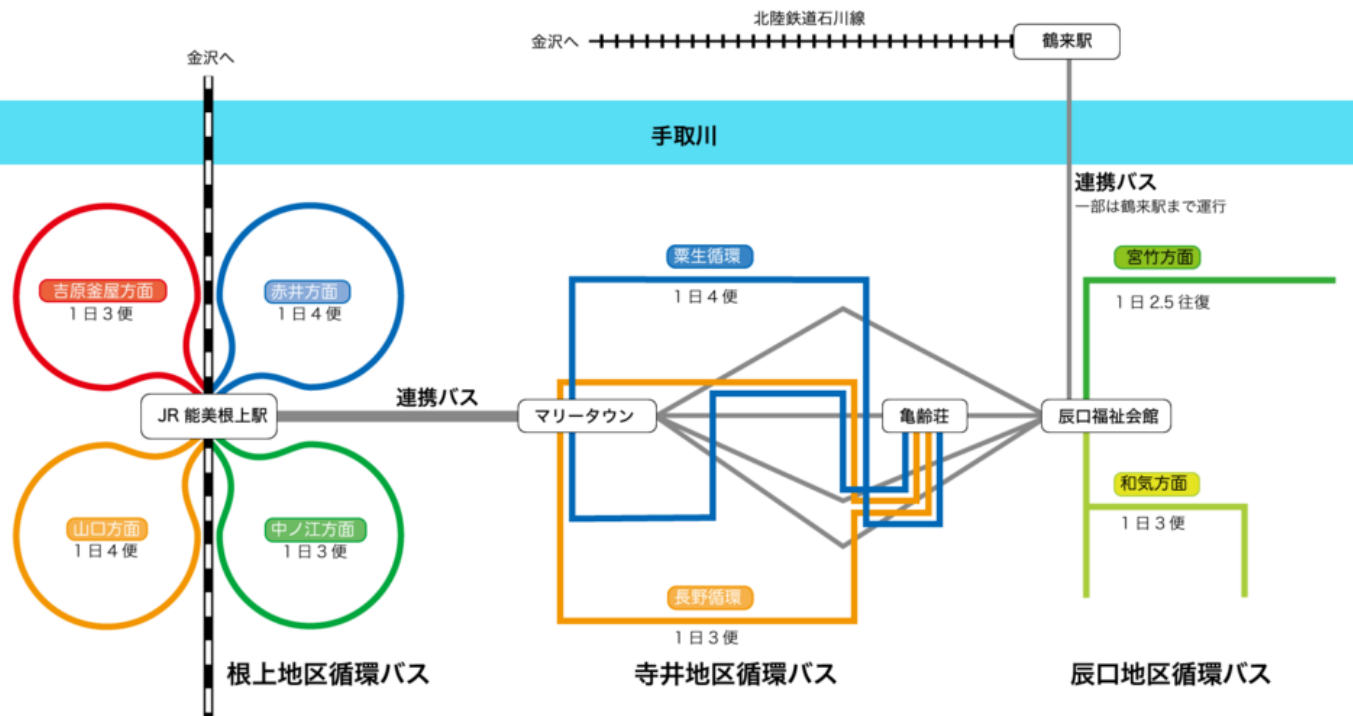 北陸鉄道石川線
金沢へ
鶴来駅
金沢へ
手取川
連携バス
一部は鶴来駅まで運行
粟生循環
1日4便
宮竹方面
1日2.5往復
吉原釜屋方面
1日3便
赤井方面
1日4便
連携バス
JR 能美根上駅
マリータウン
亀齢荘
辰口福祉会館
和気方面
1日3便
山口方面
1日4便
中ノ江方面
1日3便
長野循環
1日3便
根上地区循環バス
寺井地区循環バス
辰口地区循環バス